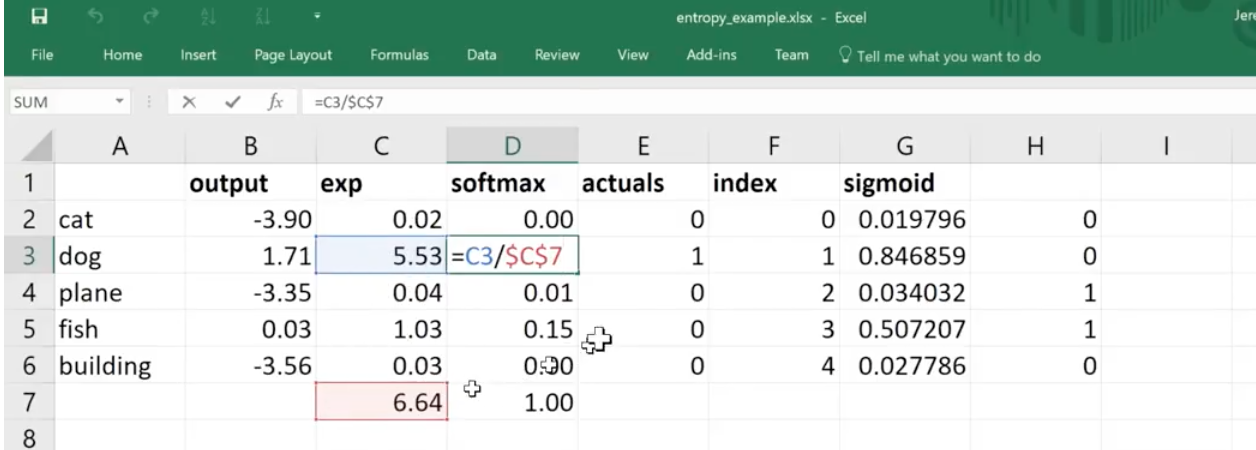 entropy_example.xlsx - Excel
File Home Insert Page Layout Formulas Data Review View Add-ins Team Tell me what you want to do
SUM fx =C3/$C$7
A B C D E F G H I
1 output exp softmax actuals index sigmoid
2 cat -3.90 0.02 0.00 0 0 0.019796 0
3 dog 1.71 5.53 =C3/$C$7 1 1 0.846859 0
4 plane -3.35 0.04 0.01 0 2 0.034032 1
5 fish 0.03 1.03 0.15 0 3 0.507207 1
6 building -3.56 0.03 0.00 0 4 0.027786 0
7 6.64 1.00
8